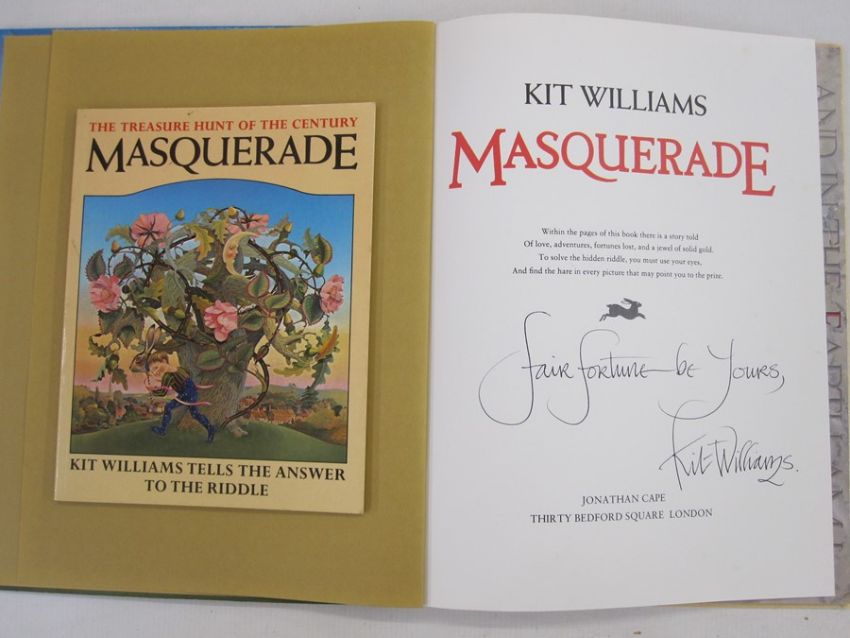 THE TREASURE HUNT OF THE CENTURY
MASQUERADE
KIT WILLIAMS TELLS THE ANSWER
TO THE RIDDLE
KIT WILLIAMS
MASQUERADE
Within the pages of this book there is a story told
Of love, adventures, fortunes lost, and a jewel of solid gold.
To solve the hidden riddle, you must use your eyes,
And find the hare in every picture that may point you to the prize.
Fair fortune be Yours,
Kit Williams.
JONATHAN CAPE
THIRTY BEDFORD SQUARE LONDON
AND IN THE